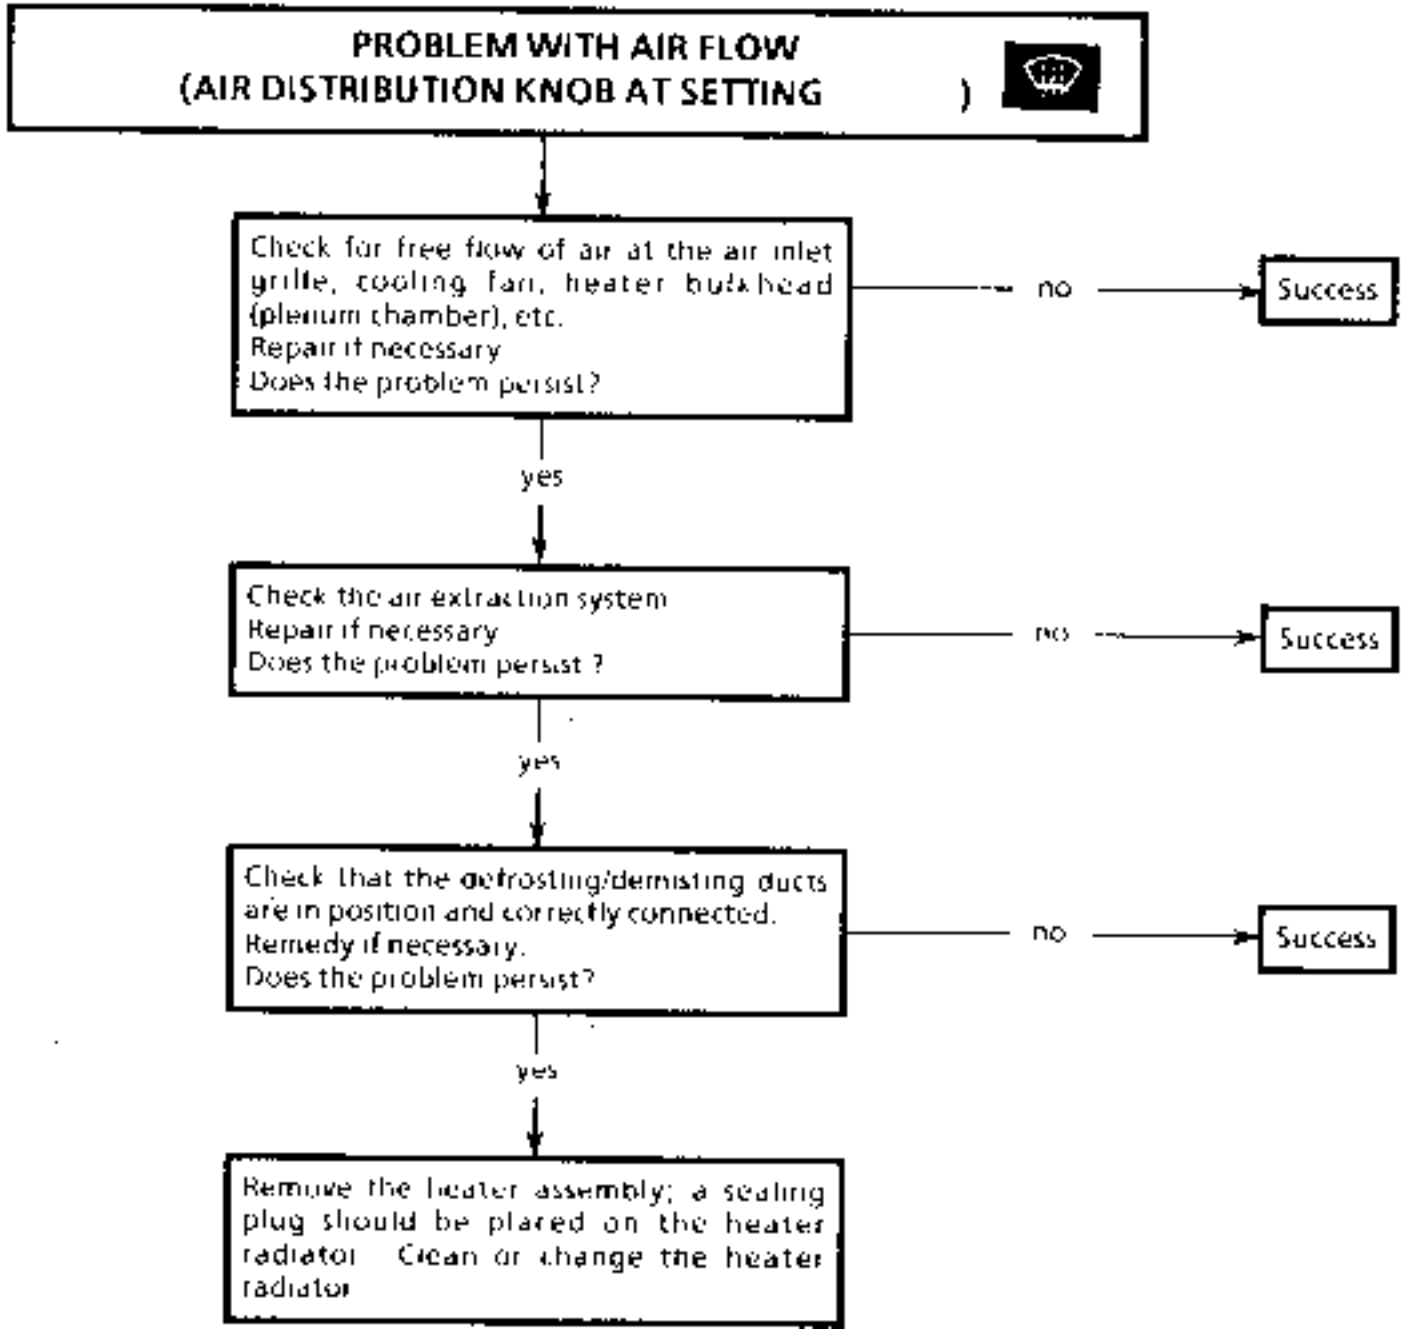 PROBLEM WITH AIR FLOW
(AIR DISTRIBUTION KNOB AT SETTING )
Check for free flow of air at the air inlet
grille, cooling fan, heater bulkhead
(plenum chamber), etc.
Repair if necessary
Does the problem persist?
no
Success
yes
Check the air extraction system
Repair if necessary
Does the problem persist ?
no
Success
yes
Check that the defrosting/demisting ducts
are in position and correctly connected.
Remedy if necessary.
Does the problem persist?
no
Success
yes
Remove the heater assembly; a sealing
plug should be placed on the heater
radiator Clean or change the heater
radiator